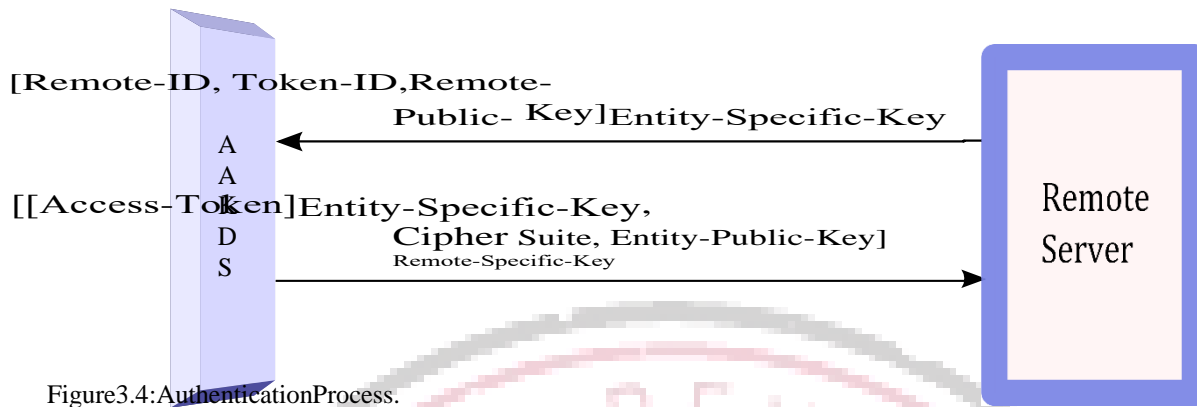 [Remote-ID, Token-ID,Remote-
Public- Key]Entity-Specific-Key
A
A
K
D
S
[[Access-Token]Entity-Specific-Key,
Cipher Suite, Entity-Public-Key]
Remote-Specific-Key
Remote
Server
Figure3.4:AuthenticationProcess.